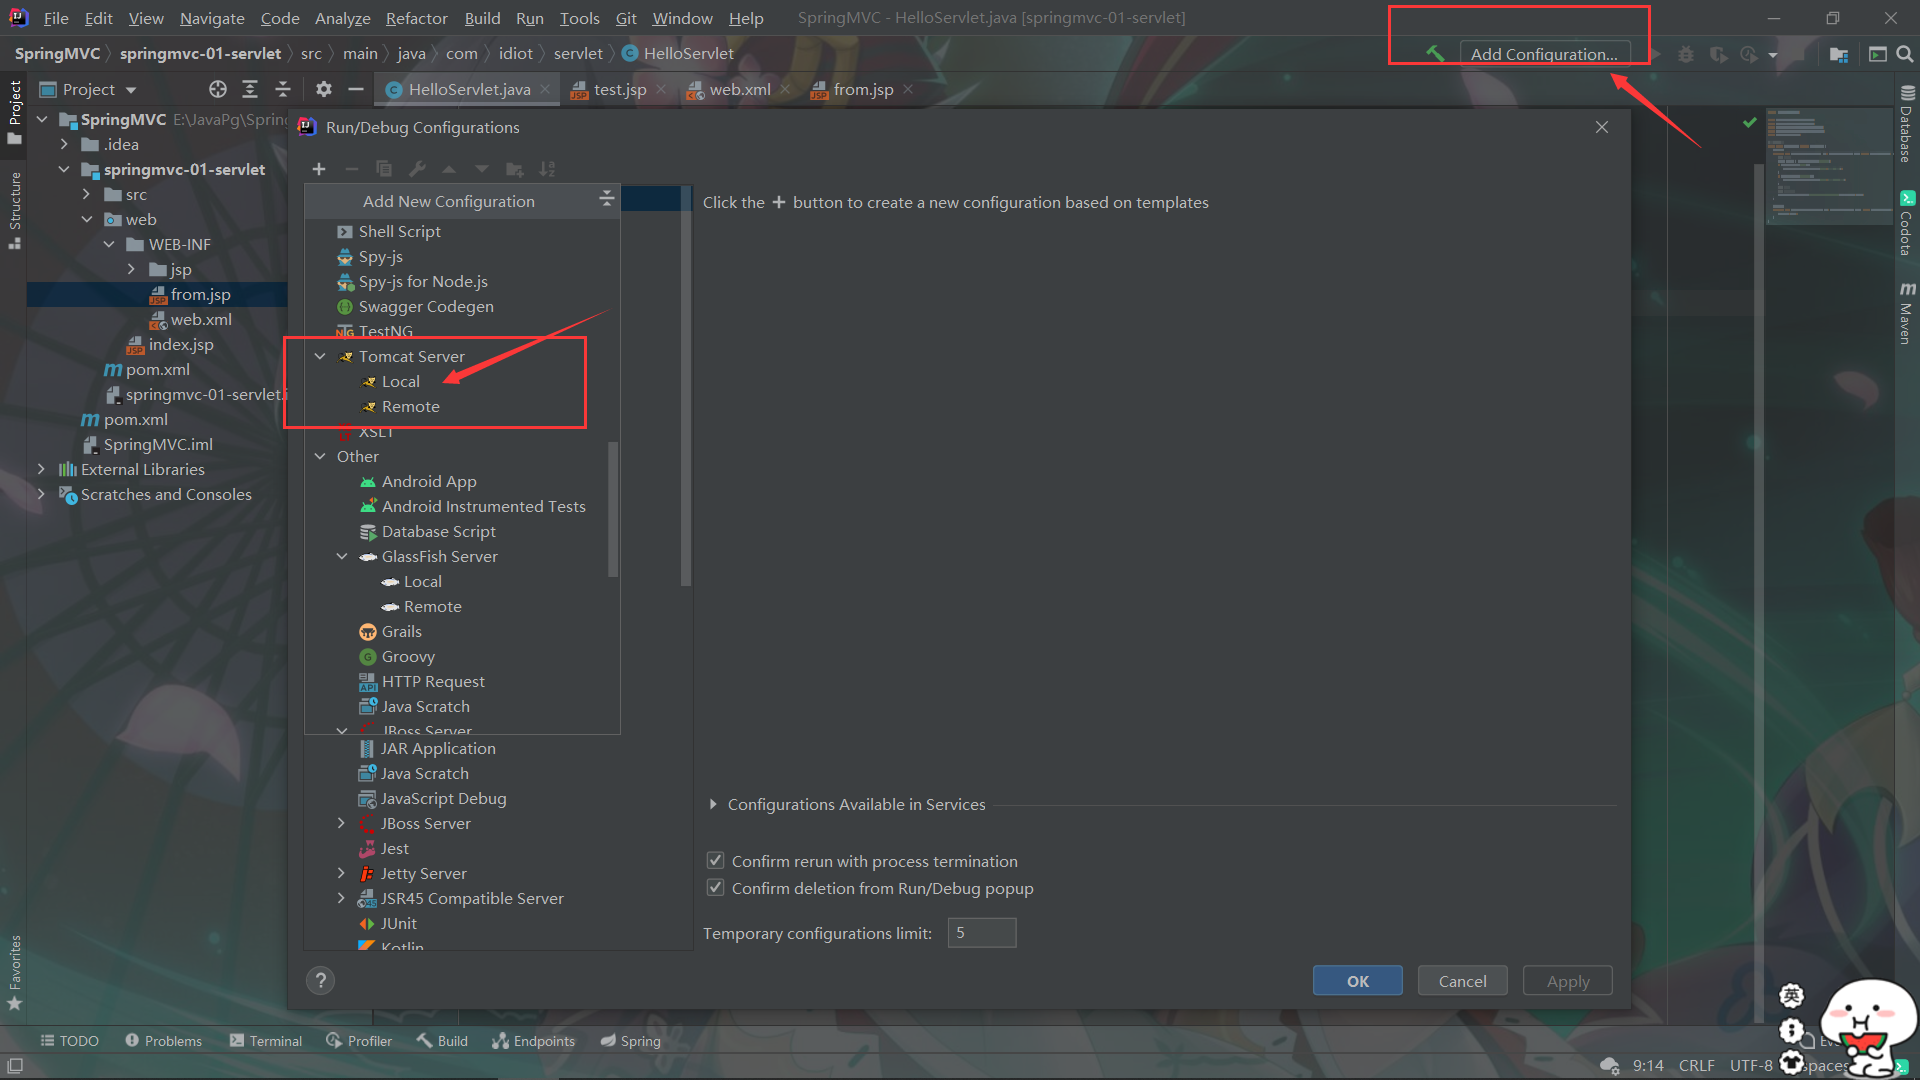 File Edit View Navigate Code Analyze Refactor Build Run Tools Git Window Help SpringMVC - HelloServlet.java [springmvc-01-servlet]
SpringMVC springmvc-01-servlet src main java com idiot servlet HelloServlet Add Configuration...
Project HelloServlet.java test.jsp web.xml from.jsp
SpringMVC E:\JavaPg\Spring
.idea
springmvc-01-servlet
src
web
WEB-INF
jsp
from.jsp
web.xml
index.jsp
pom.xml
springmvc-01-servlet.
pom.xml
SpringMVC.iml
External Libraries
Scratches and Consoles
Project
Structure
Favorites
Run/Debug Configurations
Add New Configuration
Shell Script
Spy-js
Spy-js for Node.js
Swagger Codegen
TestNG
Tomcat Server
Local
Remote
XSLT
Other
Android App
Android Instrumented Tests
Database Script
GlassFish Server
Local
Remote
Grails
Groovy
HTTP Request
Java Scratch
JBoss Server
JAR Application
Java Scratch
JavaScript Debug
JBoss Server
Jest
Jetty Server
JSR45 Compatible Server
JUnit
Kotlin
Click the + button to create a new configuration based on templates
Configurations Available in Services
Confirm rerun with process termination
Confirm deletion from Run/Debug popup
Temporary configurations limit: 5
? OK Cancel Apply
Database
Codota
Maven
英
TODO Problems Terminal Profiler Build Endpoints Spring
9:14 CRLF UTF-8 spaces